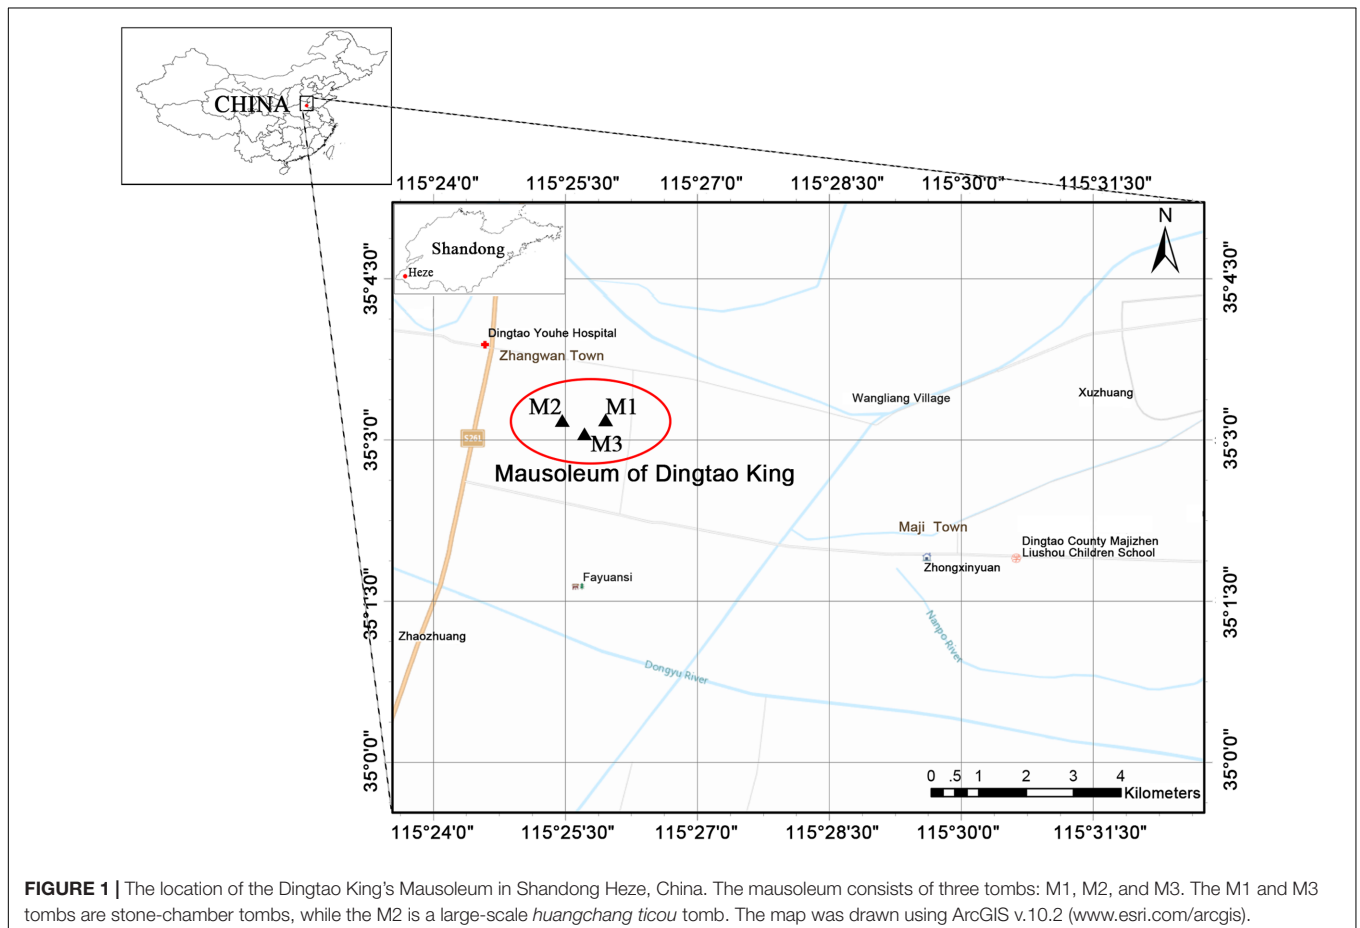 CHINA
115°24'0" 115°25'30" 115°27'0" 115°28'30" 115°30'0" 115°31'30"
Shandong
Heze
N
35°4'30"
35°4'30"
Dingtao Youhe Hospital
Zhangwan Town
Wangliang Village
Xuzhuang
M2 M1
M3
S201
35°3'0"
35°3'0"
Mausoleum of Dingtao King
Maji Town
Dingtao County Majizhen
Liushou Children School
Zhongxinyuan
Fayuansi
35°1'30"
35°1'30"
Zhaozhuang
Nanpo River
Dongyu River
35°0'0"
35°0'0"
0 .5 1 2 3 4
Kilometers
115°24'0" 115°25'30" 115°27'0" 115°28'30" 115°30'0" 115°31'30"
FIGURE 1 | The location of the Dingtao King’s Mausoleum in Shandong Heze, China. The mausoleum consists of three tombs: M1, M2, and M3. The M1 and M3
tombs are stone-chamber tombs, while the M2 is a large-scale huangchang ticou tomb. The map was drawn using ArcGIS v.10.2 (www.esri.com/arcgis).